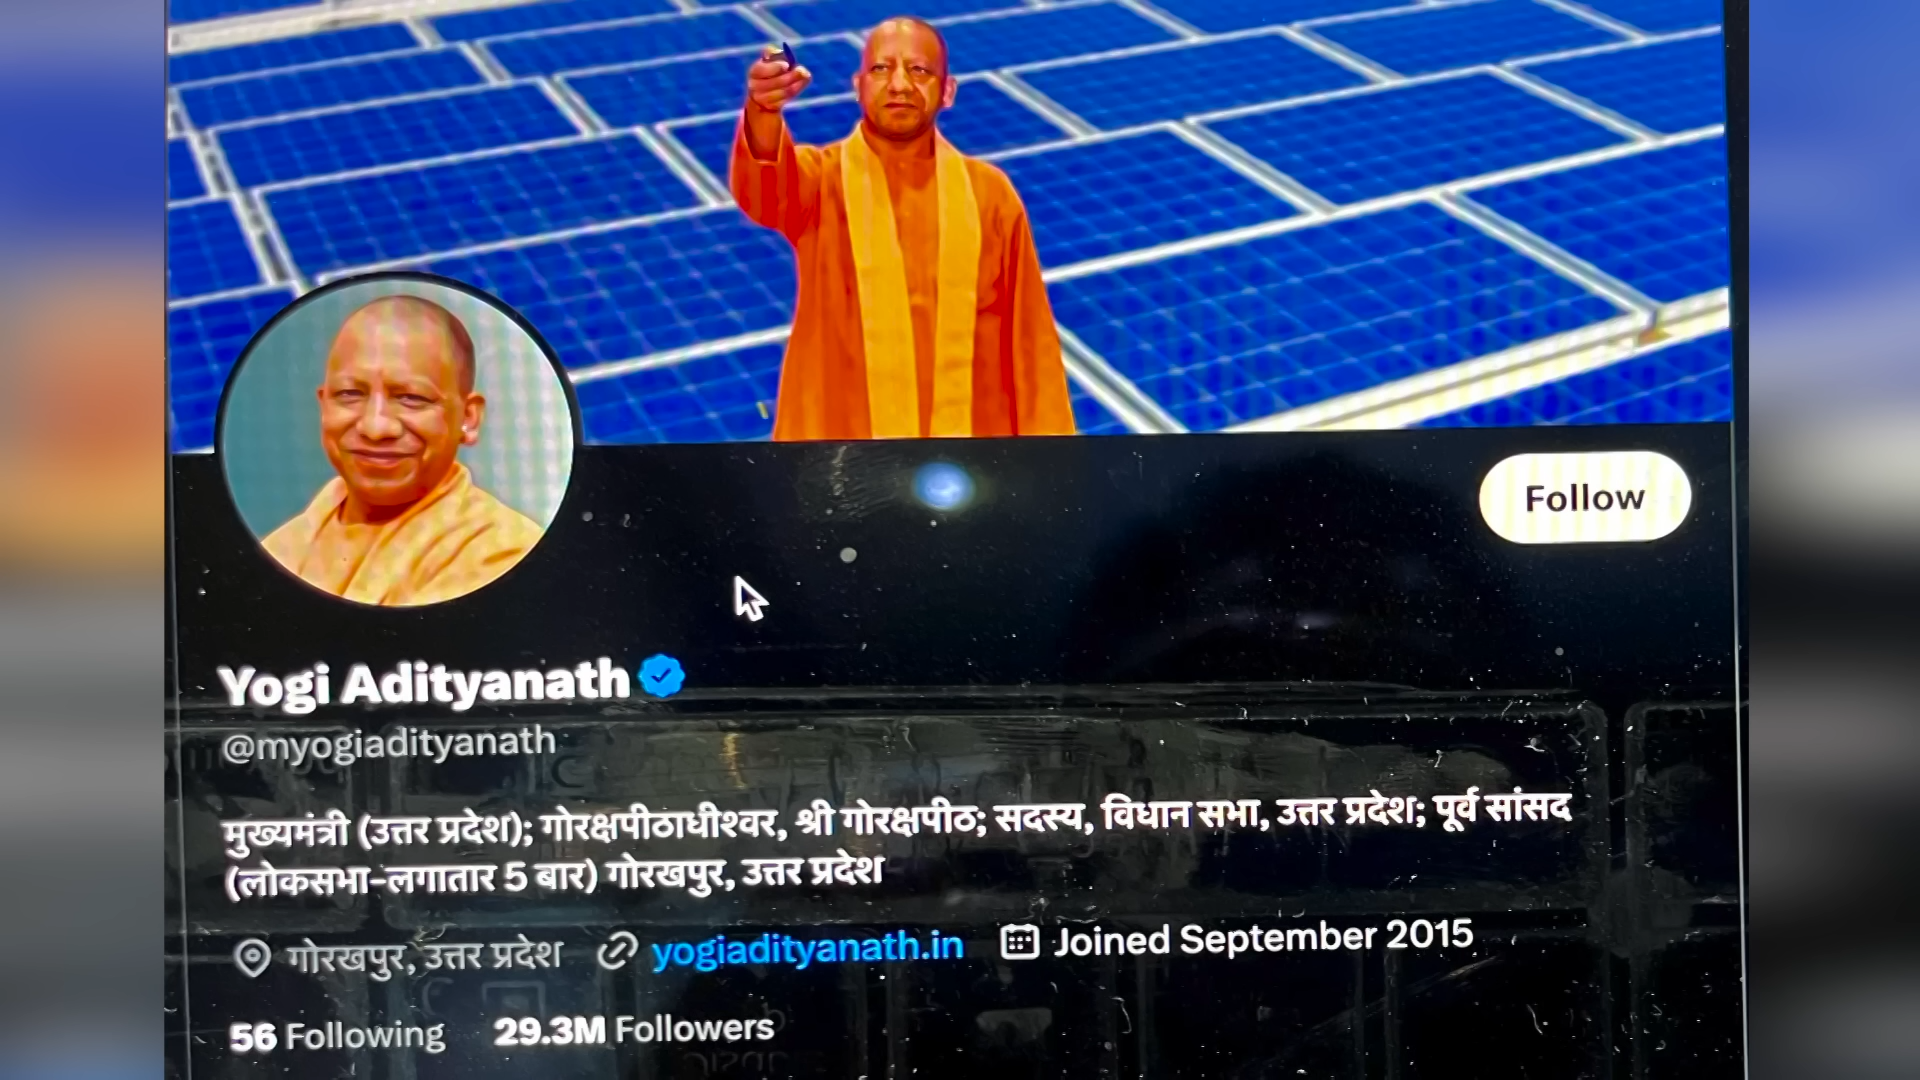 Follow
Yogi Adityanath
@myogiadityanath
मुख्यमंत्री (उत्तर प्रदेश); गोरक्षपीठाधीश्वर, श्री गोरक्षपीठ; सदस्य, विधान सभा, उत्तर प्रदेश; पूर्व सांसद
(लोकसभा-लगातार 5 बार) गोरखपुर, उत्तर प्रदेश
गोरखपुर, उत्तर प्रदेश yogiadityanath.in Joined September 2015
56 Following 29.3M Followers